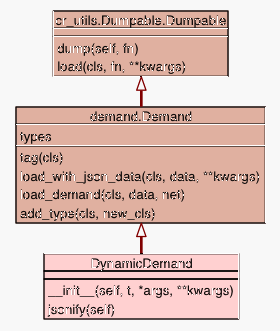 cr_utils.Dumpable.Dumpable
dump(self, fn)
load(cls, fn, **kwargs)
demand.Demand
types
tag(cls)
load_with_json_data(cls, data, **kwargs)
load_demand(cls, data, net)
add_type(cls, new_cls)
DynamicDemand
__init__(self, t, *args, **kwargs)
jsonify(self)